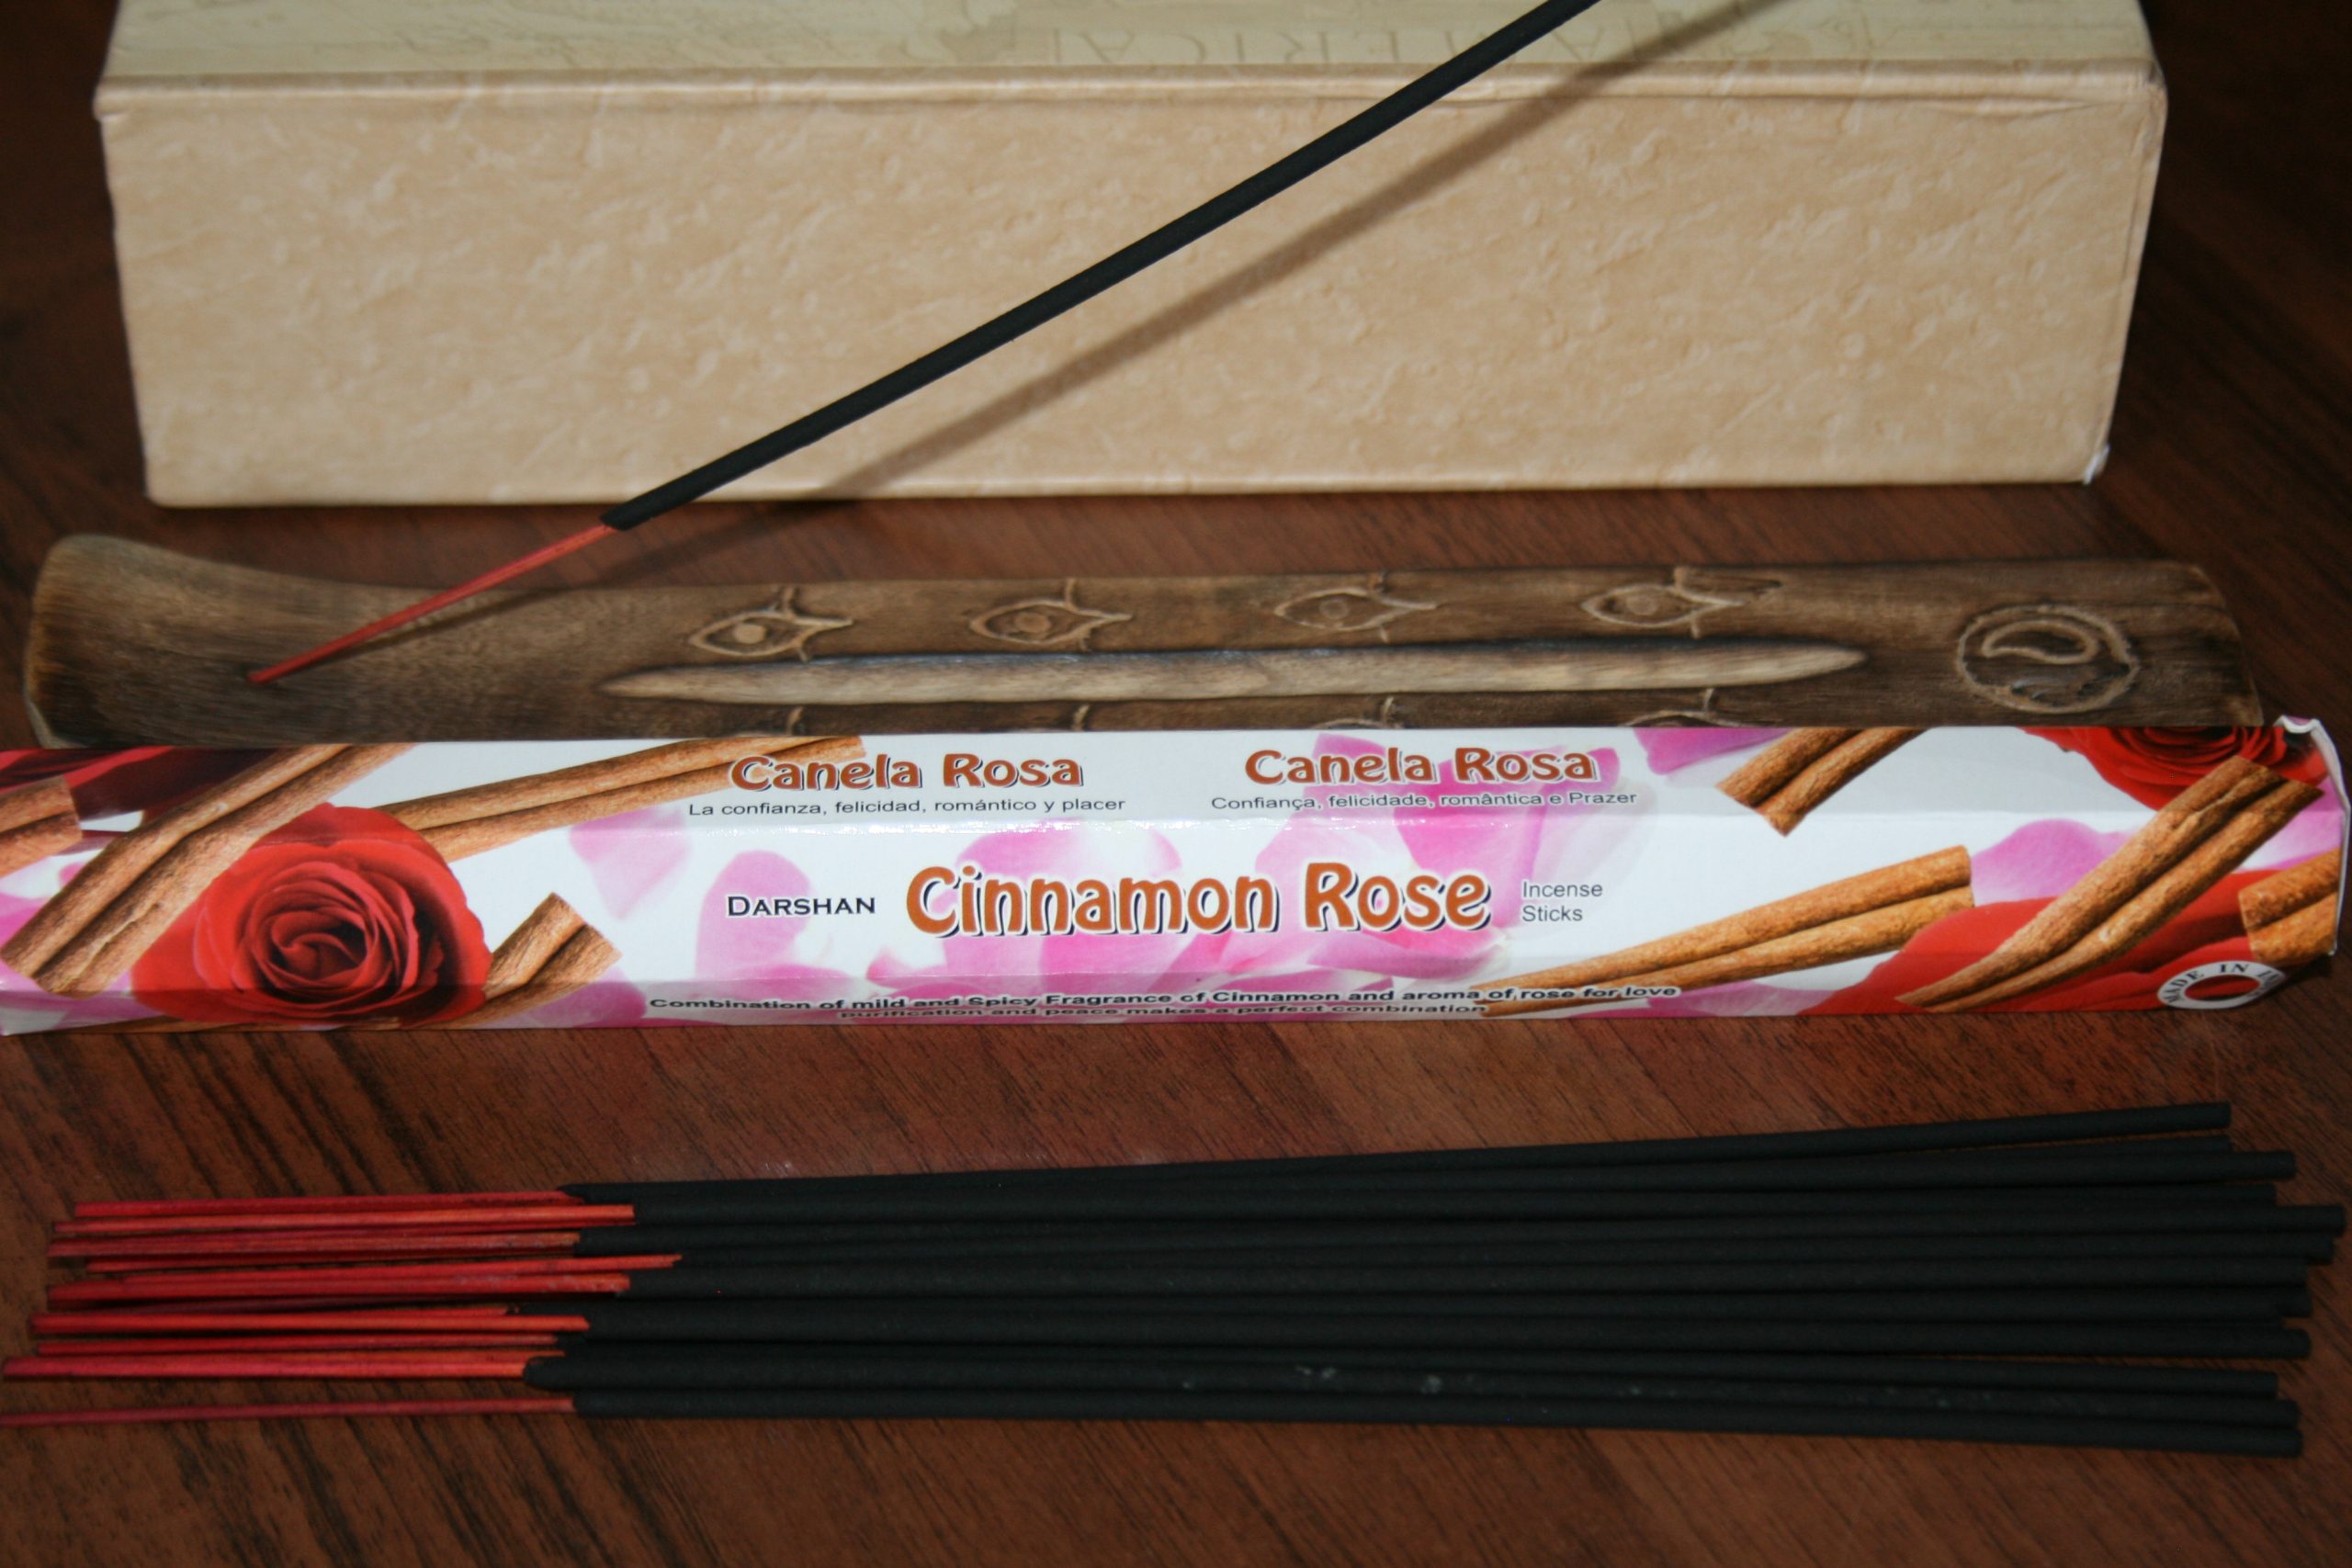 Canela Rosa
La confianza, felicidad, romántico y placer
Canela Rosa
Confiança, felicidade, romântica e Prazer
DARSHAN
Cinnamon Rose
Incense
Sticks
Combination of mild and Spicy Fragrance of Cinnamon and aroma of rose for love
purification and peace makes a perfect combination
MADE IN